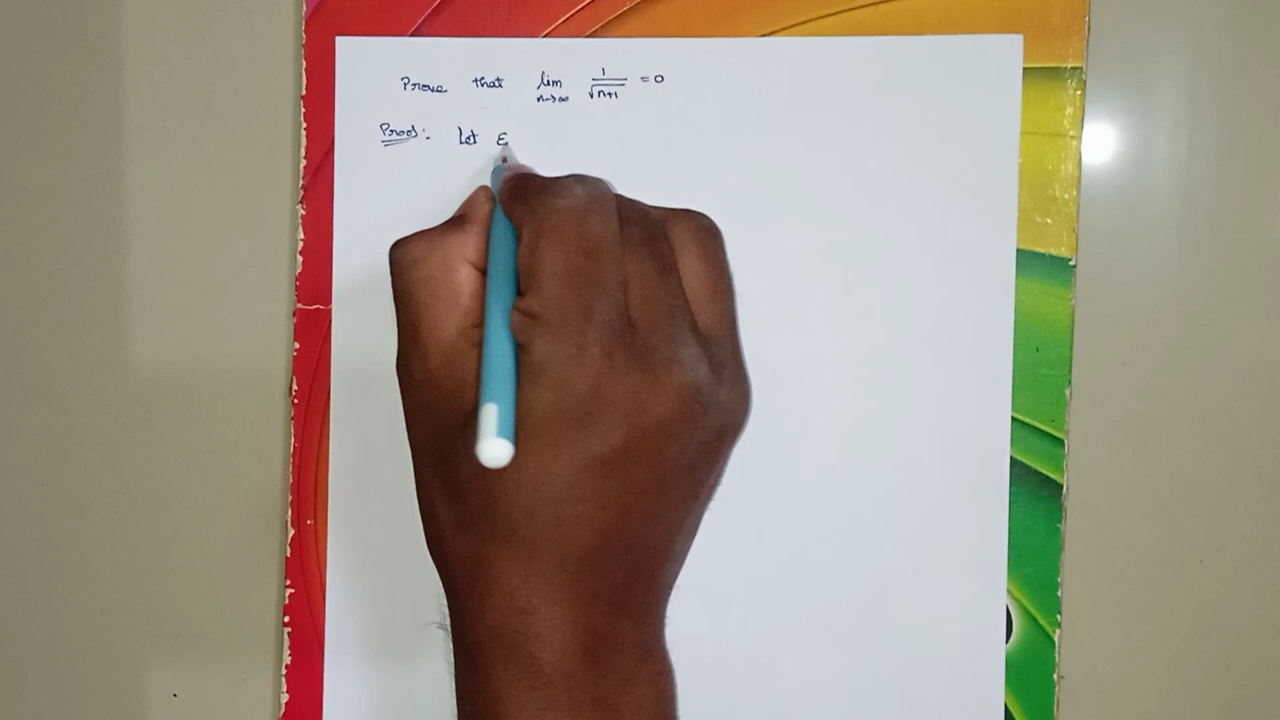 Prove that lim n→∞ 1/√n+1 = 0
Proof: Let ε